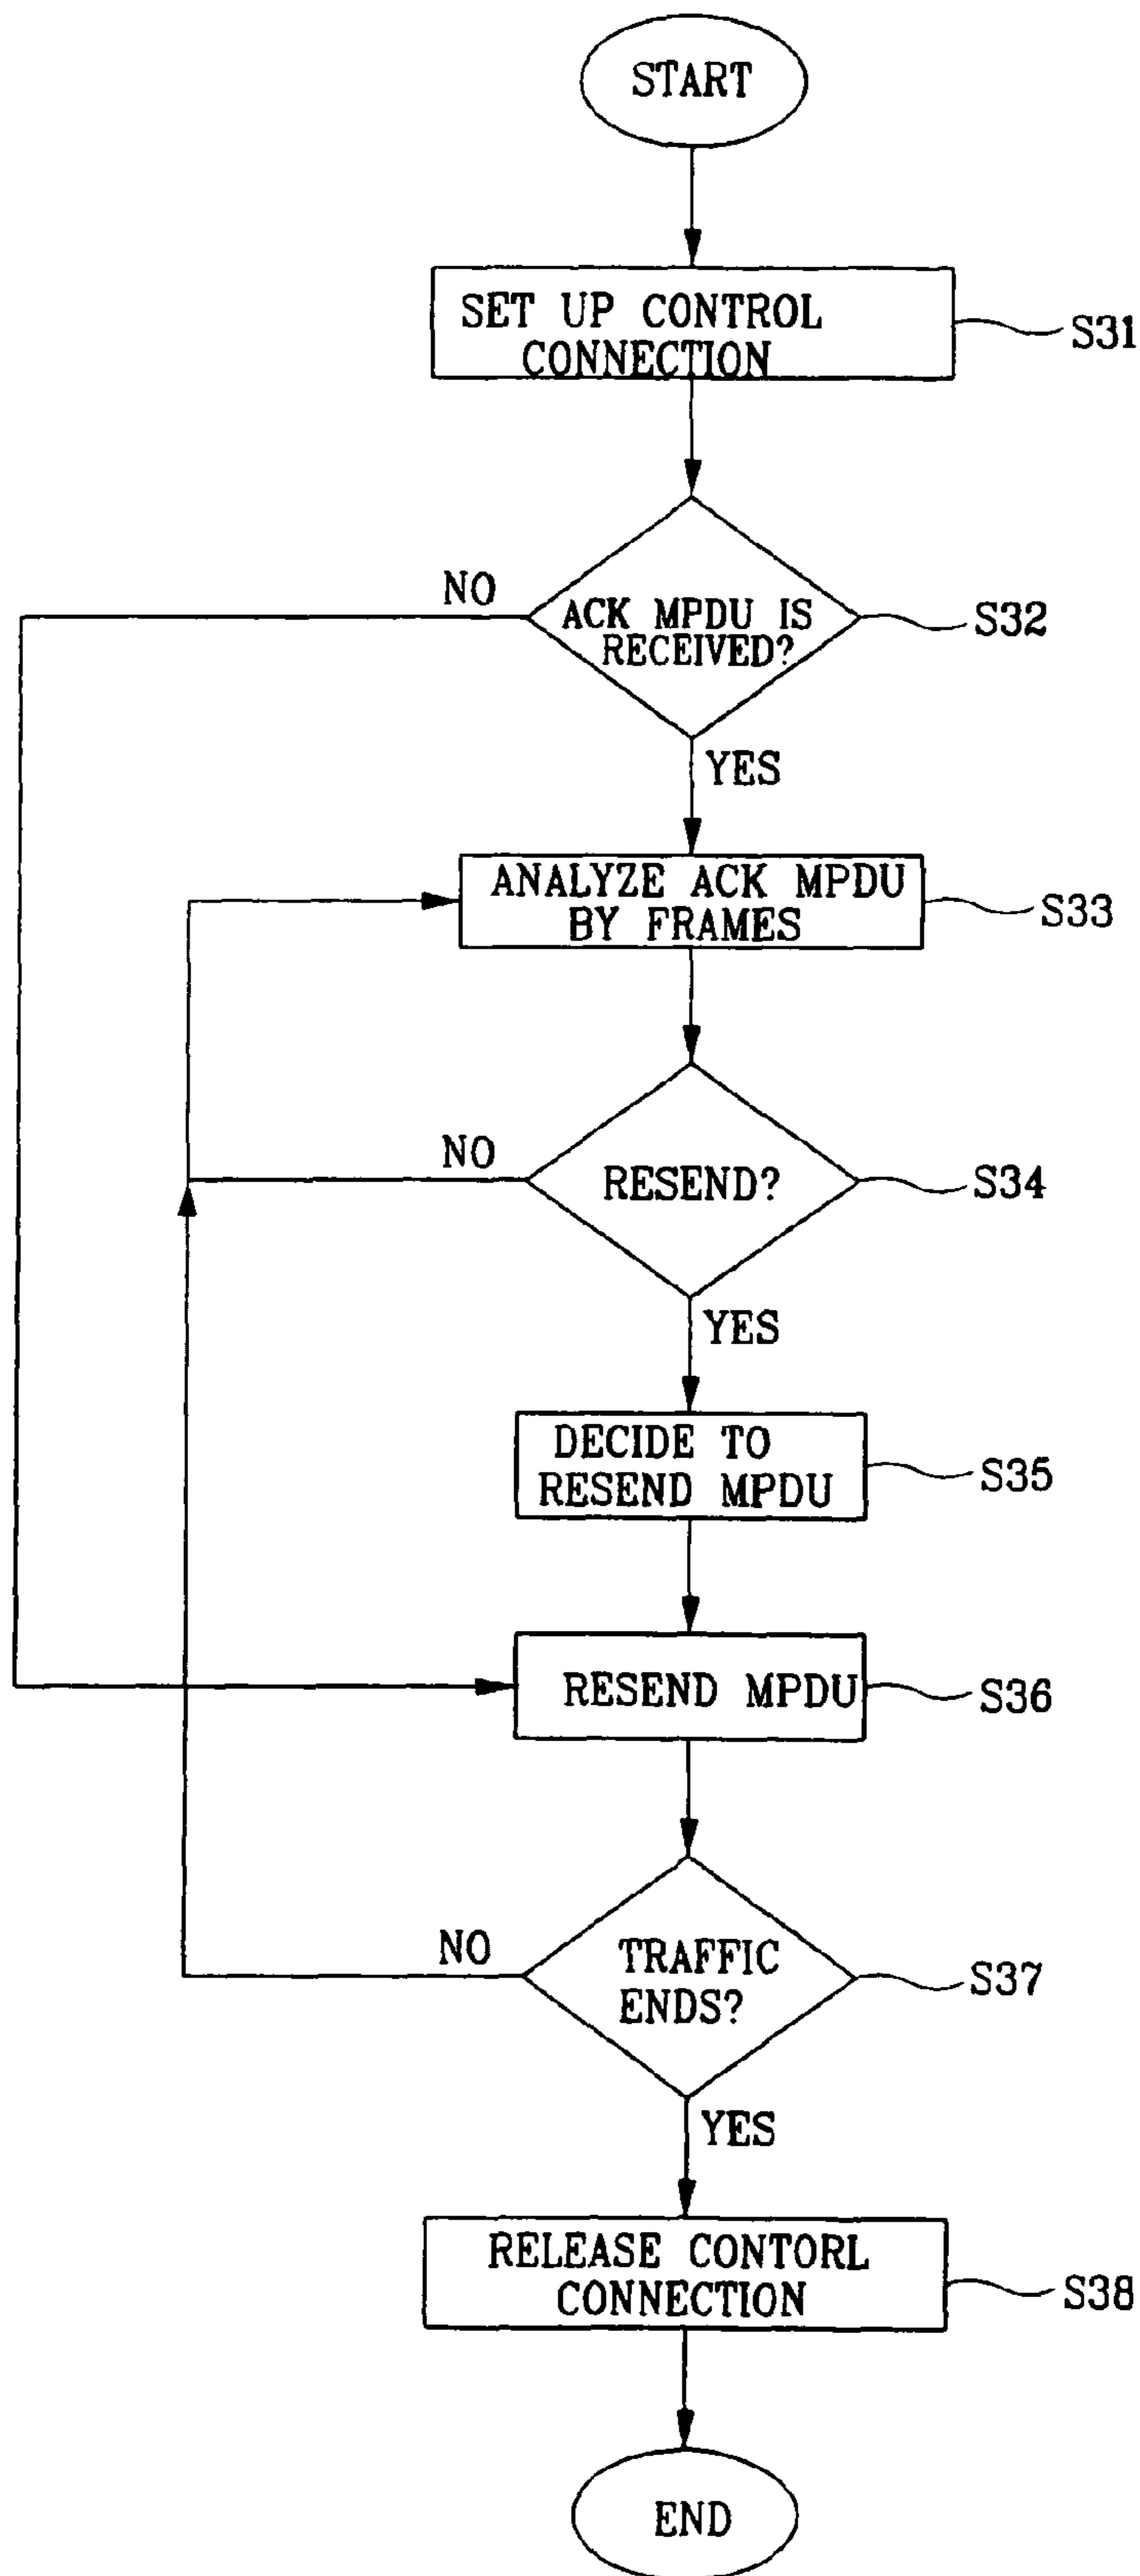 START
SET UP CONTROL
CONNECTION
S31
NO
ACK MPDU IS
RECEIVED?
S32
YES
ANALYZE ACK MPDU
BY FRAMES
S33
NO
RESEND?
S34
YES
DECIDE TO
RESEND MPDU
S35
RESEND MPDU
S36
NO
TRAFFIC
ENDS?
S37
YES
RELEASE CONTORL
CONNECTION
S38
END